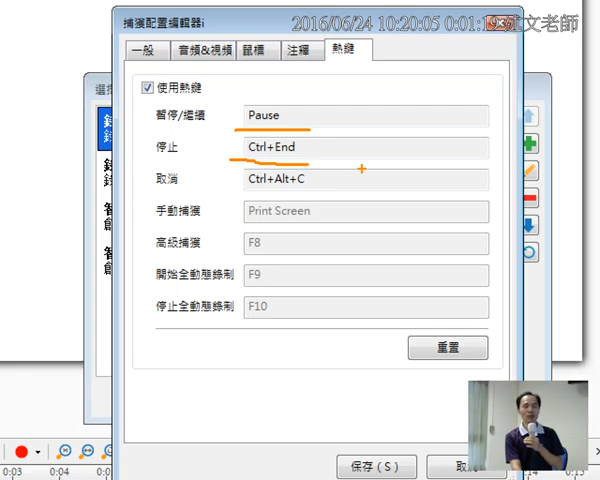 捕獲配置編輯器i
2016/06/24 10:20:05 0:01:19
文老師
一般
音頻&視頻
鼠標
注釋
熱鍵
使用熱鍵
暫停/繼續
Pause
停止
Ctrl+End
取消
Ctrl+Alt+C
手動捕獲
Print Screen
高級捕獲
F8
開始全動態錄制
F9
停止全動態錄制
F10
重置
保存(S)
0:03
0:04